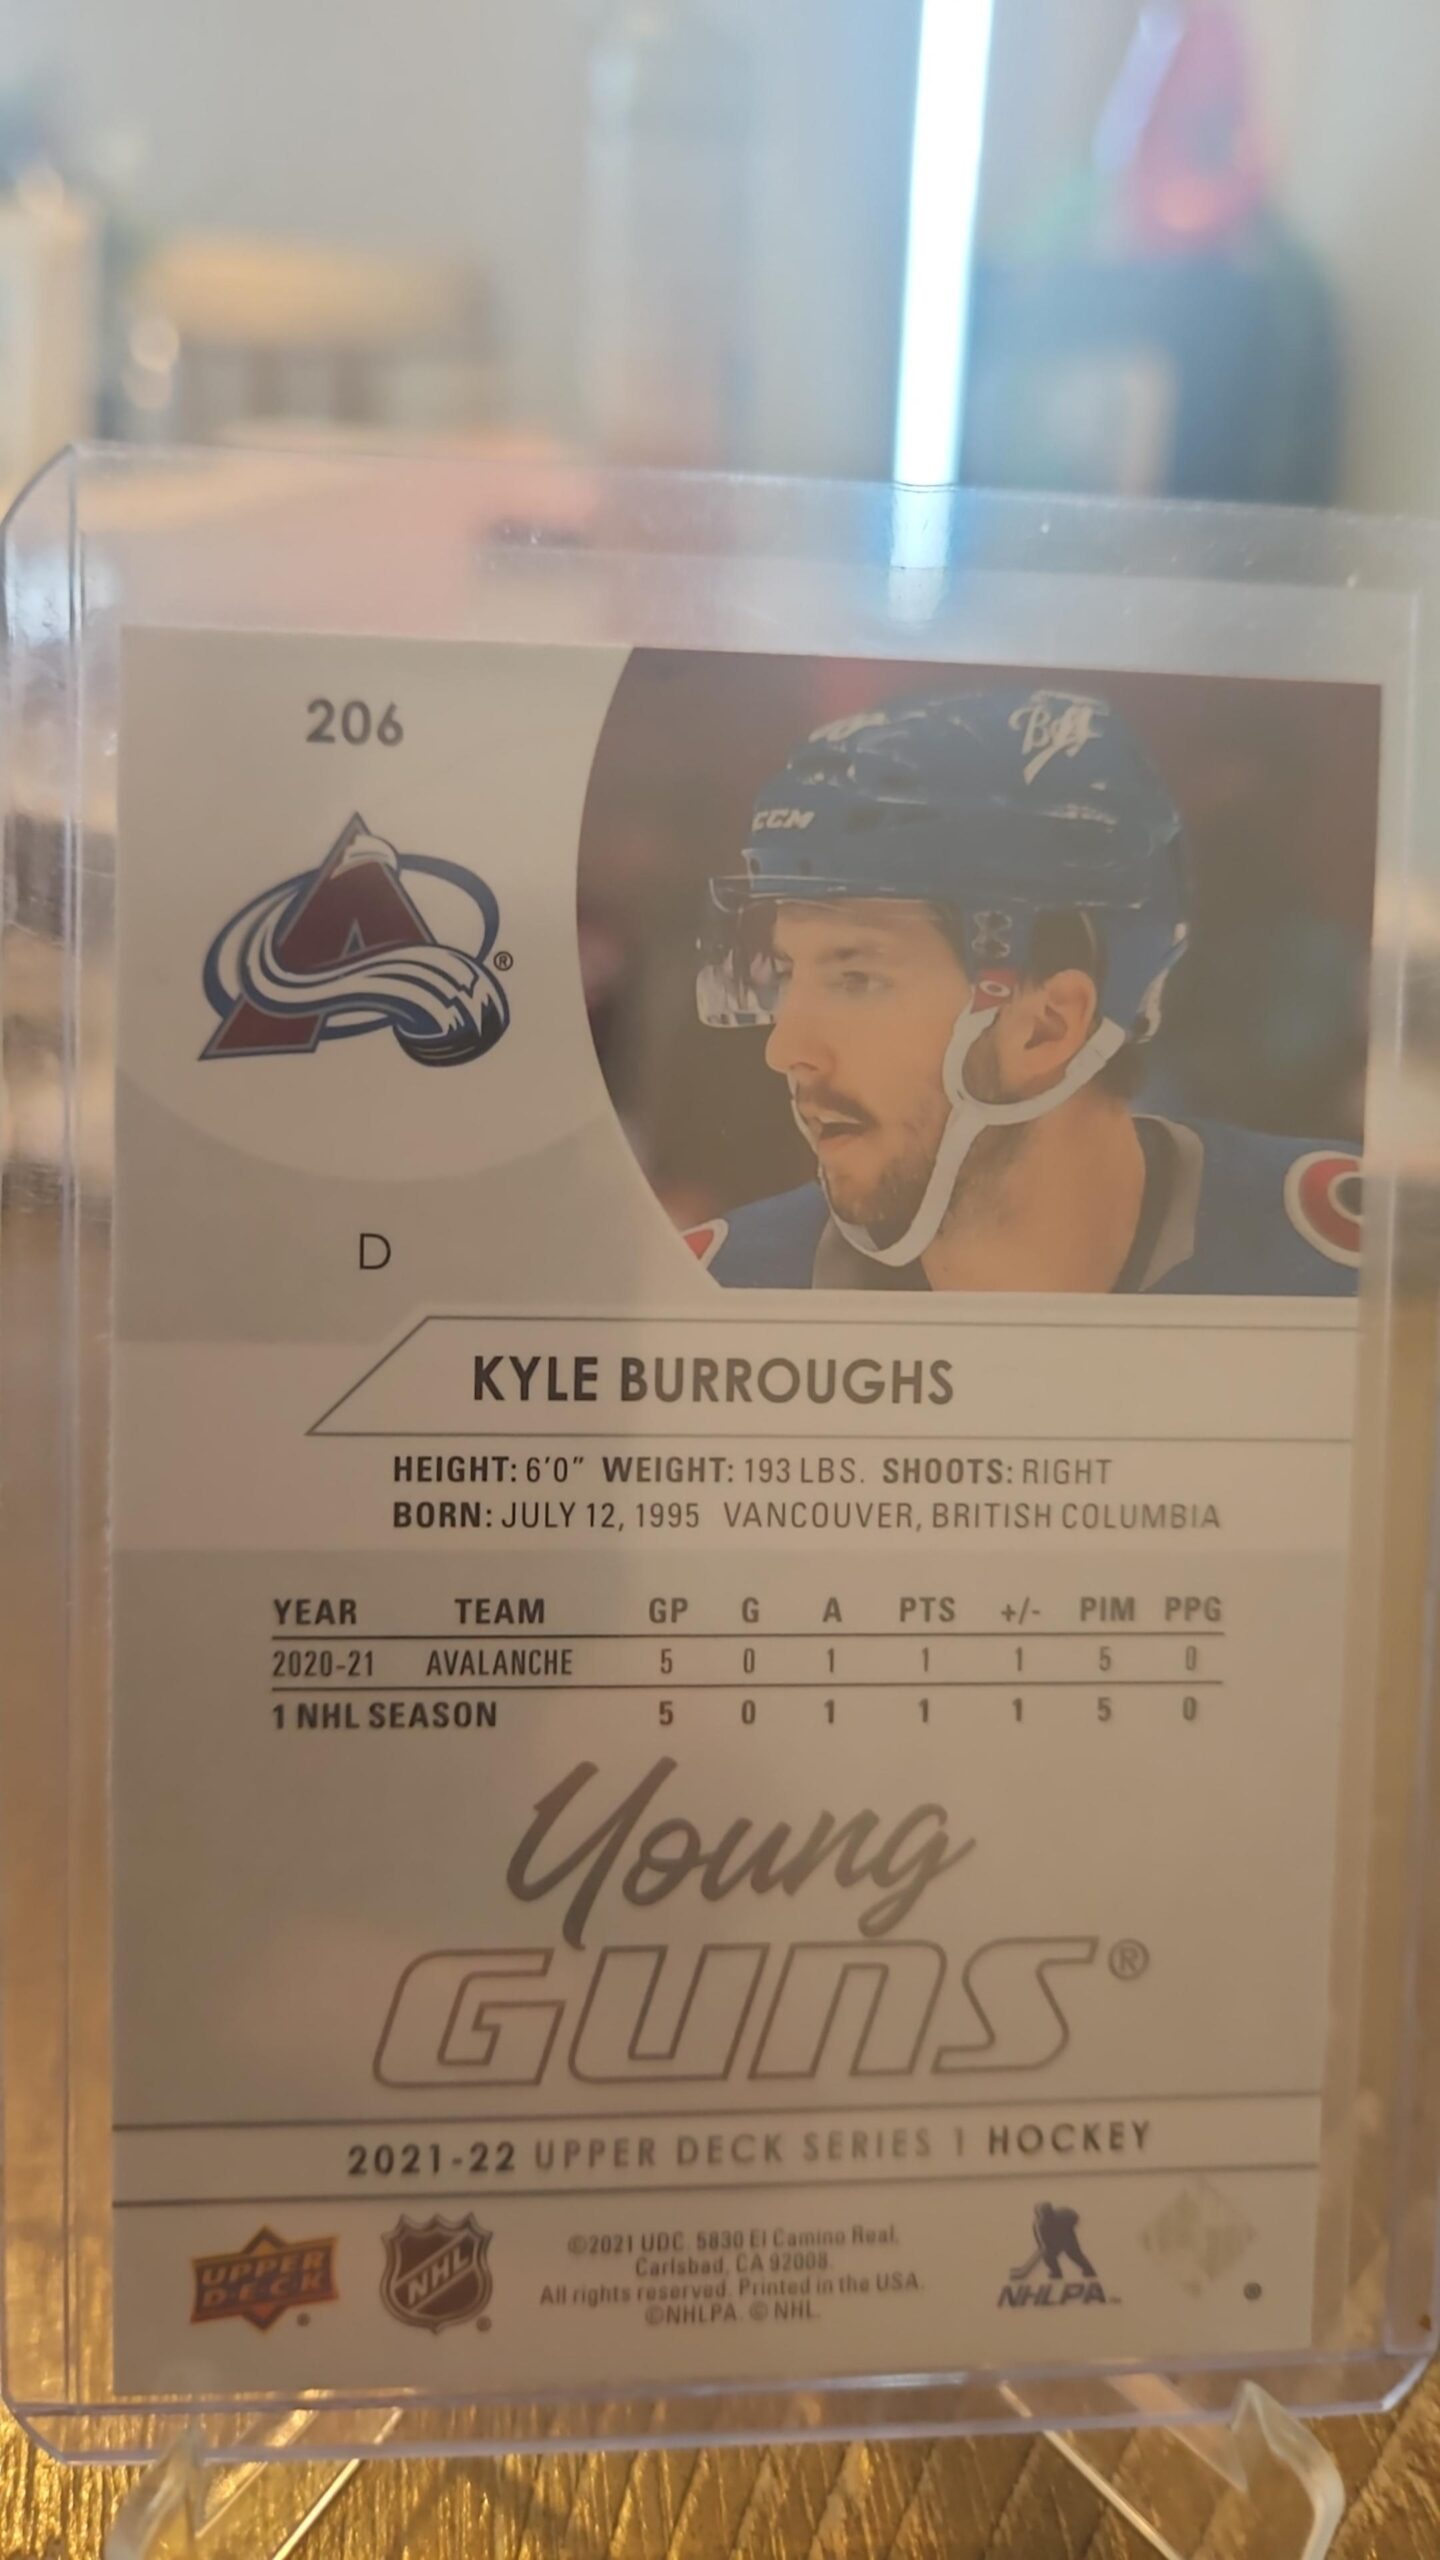 206
CCM
®
D
KYLE BURROUGHS
HEIGHT: 6'0" WEIGHT: 193 LBS. SHOOTS: RIGHT
BORN: JULY 12, 1995 VANCOUVER, BRITISH COLUMBIA
YEAR TEAM GP G A PTS +/- PIM PPG
2020-21 AVALANCHE 5 0 1 1 1 5 0
1 NHL SEASON 5 0 1 1 1 5 0
Young
GUNS®
2021-22 UPPER DECK SERIES 1 HOCKEY
UPPER
DECK®
NHL®
©2021 UDC. 5830 El Camino Real,
Carlsbad, CA 92008.
All rights reserved. Printed in the USA.
©NHLPA. © NHL.
NHLPA™